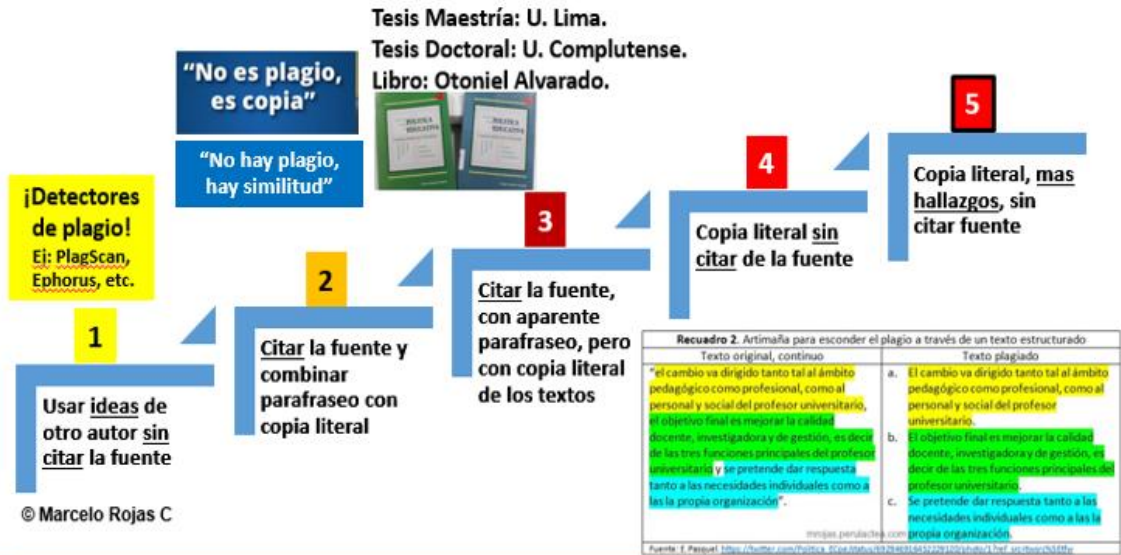 Tesis Maestría: U. Lima.
Tesis Doctoral: U. Complutense.
Libro: Otoniel Alvarado.
“No es plagio,
es copia”
“No hay plagio,
hay similitud”
POLITICA
EDUCATIVA
POLITICA
EDUCATIVA
¡Detectores
de plagio!
Ej: PlagScan,
Ephorus, etc.
1
Usar ideas de
otro autor sin
citar la fuente
2
Citar la fuente y
combinar
parafraseo con
copia literal
3
Citar la fuente,
con aparente
parafraseo, pero
con copia literal
de los textos
4
Copia literal sin
citar de la fuente
5
Copia literal, mas
hallazgos, sin
citar fuente
Recuadro 2. Artimaña para esconder el plagio a través de un texto estructurado
Texto original, continuo
“el cambio va dirigido tanto tal al ámbito
pedagógico como profesional, como al
personal y social del profesor universitario,
el objetivo final es mejorar la calidad
docente, investigadora y de gestión, es decir
de las tres funciones principales del profesor
universitario y se pretende dar respuesta
tanto a las necesidades individuales como a
las la propia organización”.
Texto plagiado
a. El cambio va dirigido tanto tal al ámbito
pedagógico como profesional, como al
personal y social del profesor
universitario.
b. El objetivo final es mejorar la calidad
docente, investigadora y de gestión, es
decir de las tres funciones principales del
profesor universitario.
c. Se pretende dar respuesta tanto a las
necesidades individuales como a las la
propia organización.
mrojas.perulactea.com
Fuente: F. Pasquel.
© Marcelo Rojas C